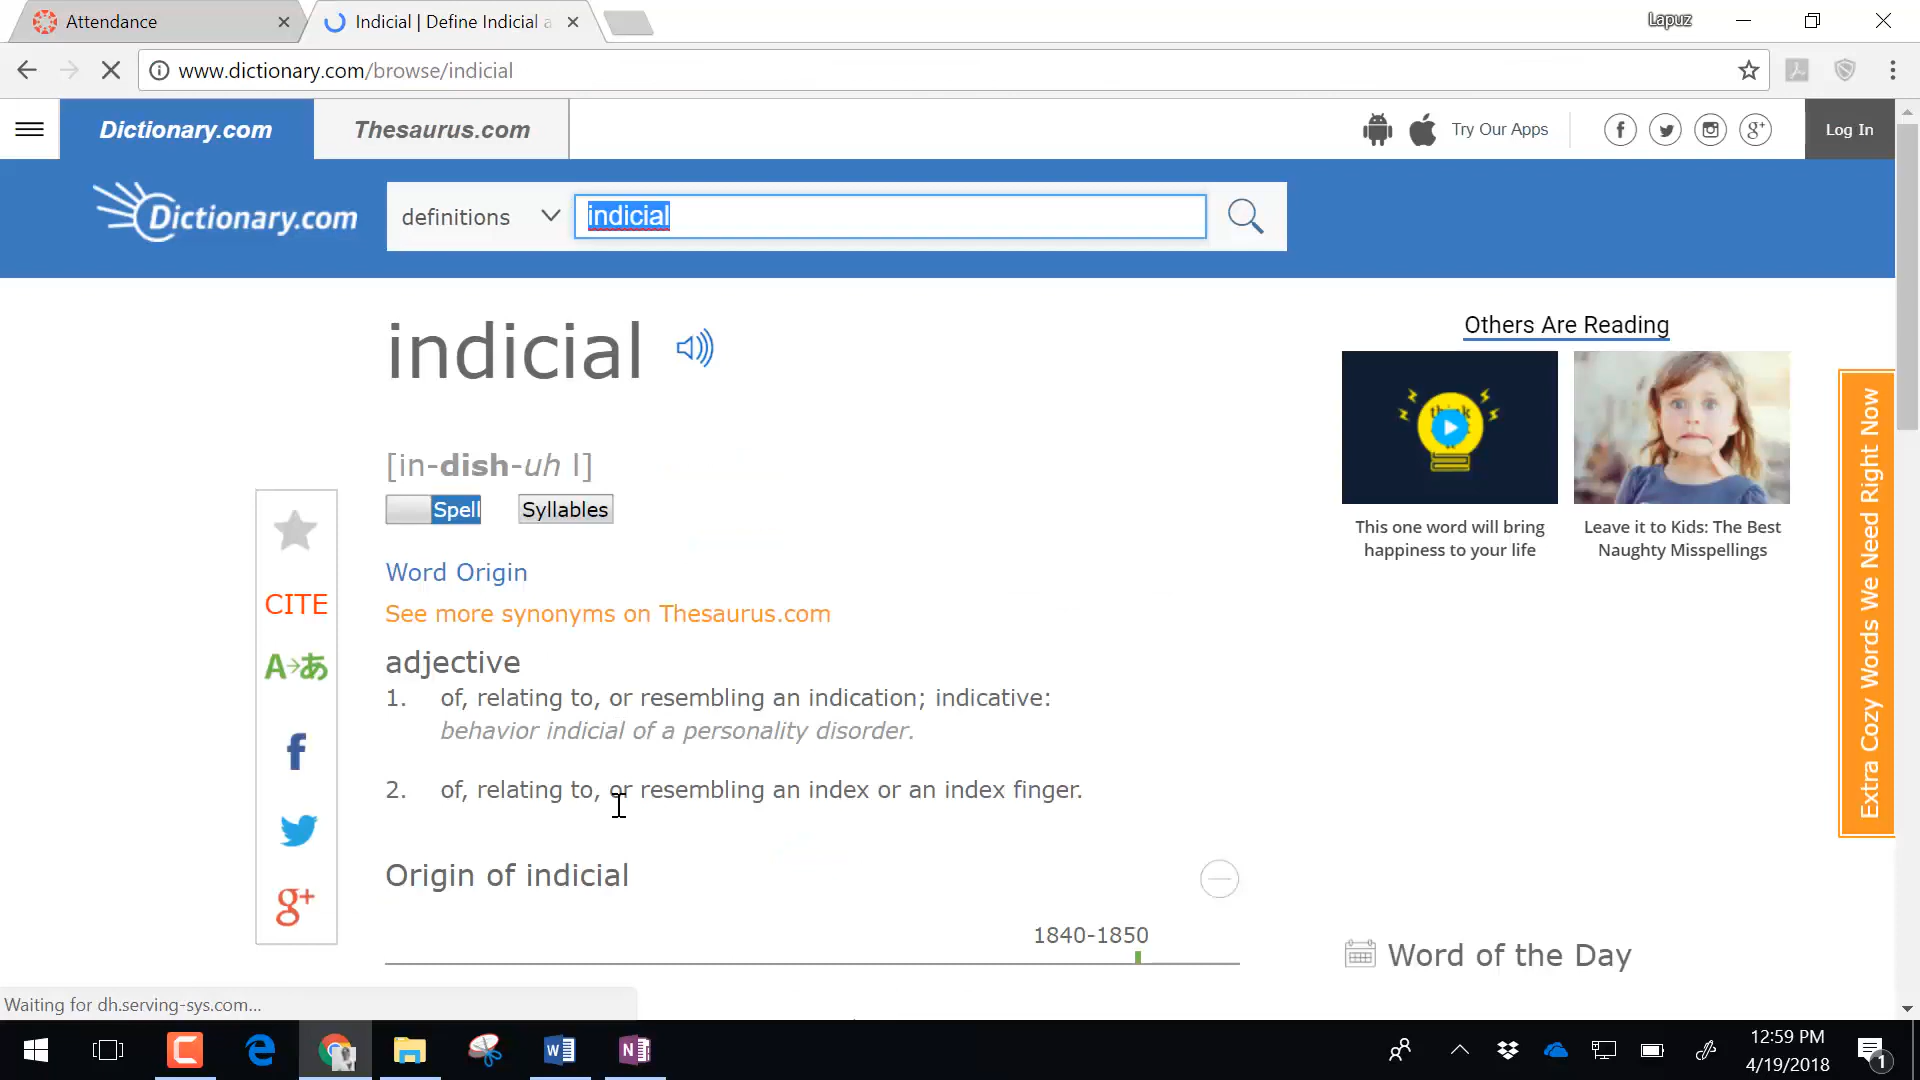 Attendance
Indicial | Define Indicial a
Lapuz
www.dictionary.com/browse/indicial
Dictionary.com
Thesaurus.com
Try Our Apps
Log In
Dictionary.com
definitions
indicial
indicial
[in-dish-uh l]
Spell
Syllables
Word Origin
See more synonyms on Thesaurus.com
adjective
1. of, relating to, or resembling an indication; indicative:
behavior indicial of a personality disorder.
2. of, relating to, or resembling an index or an index finger.
Origin of indicial
1840-1850
CITE
A→あ
f
g+
Others Are Reading
think
This one word will bring
happiness to your life
Leave it to Kids: The Best
Naughty Misspellings
Extra Cozy Words We Need Right Now
Word of the Day
Waiting for dh.serving-sys.com...
12:59 PM
4/19/2018
1